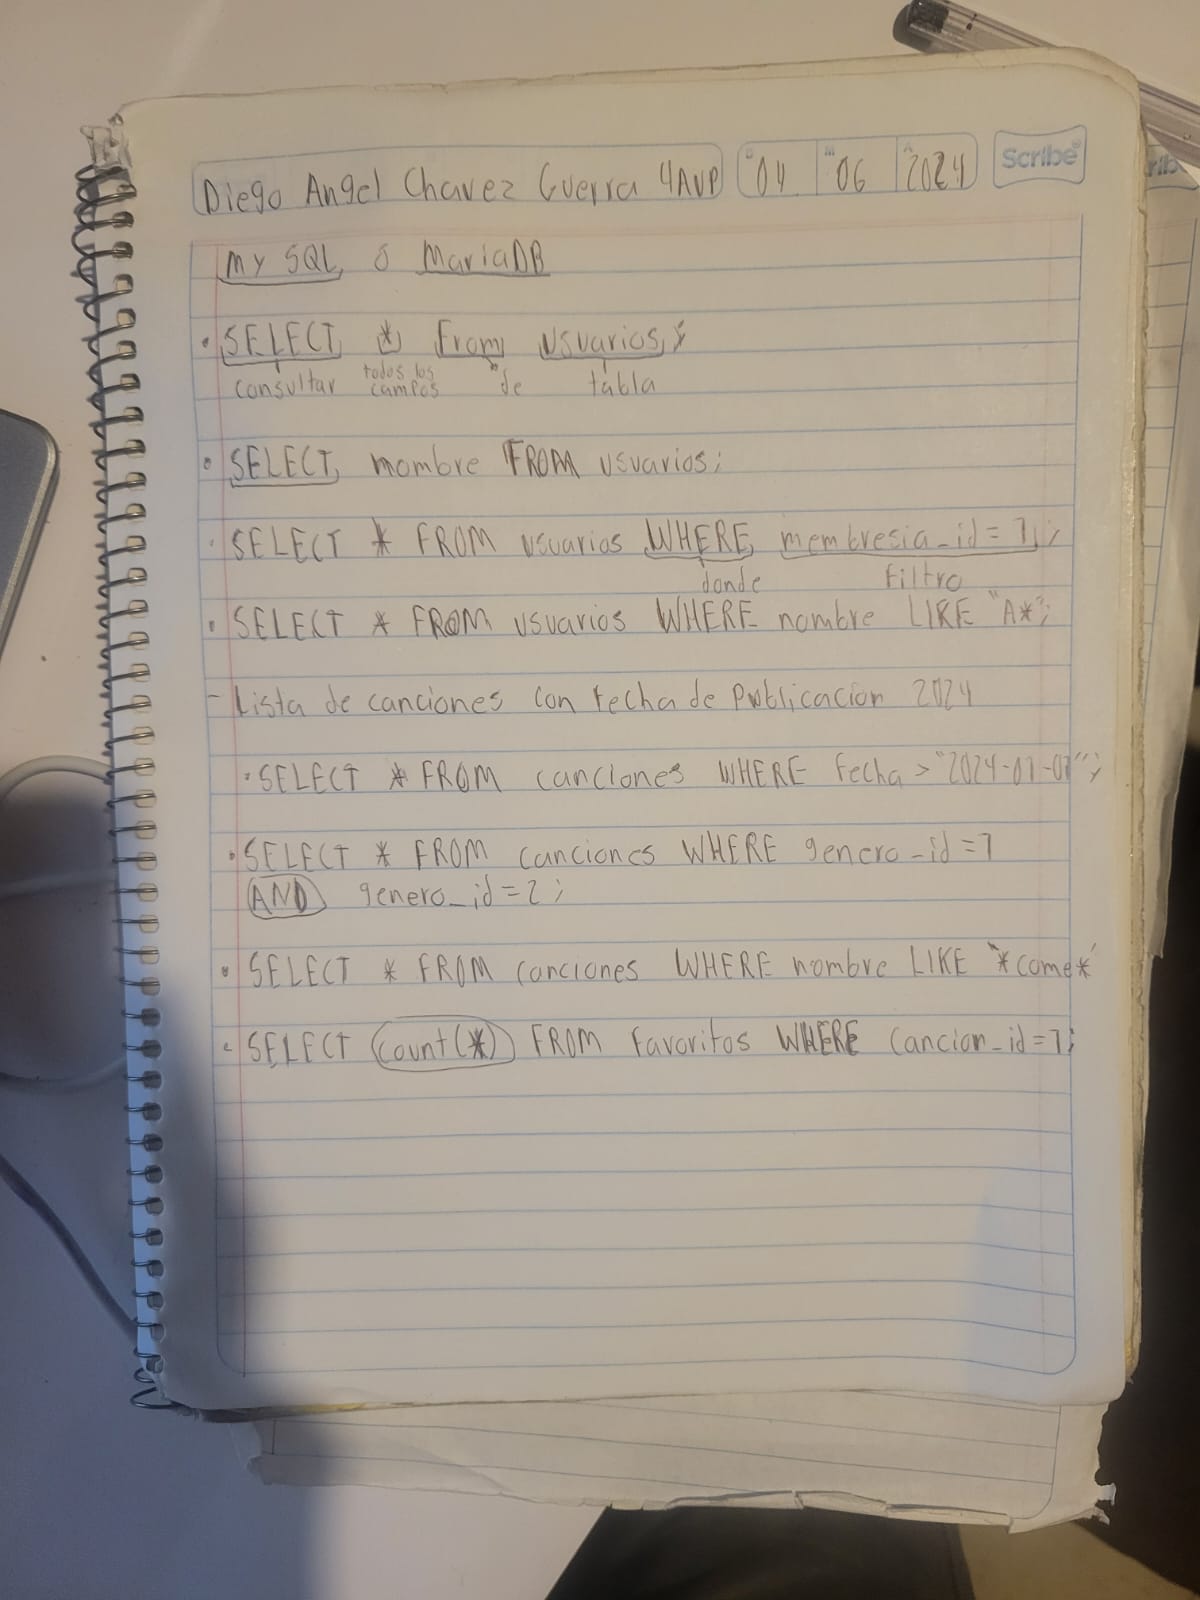 Diego Angel Chavez Guerra 4AVP 04 06 2024 Scribe
My SQL ó MariaDB
• SELECT * From usuarios;
consultar todos los campos de tabla
• SELECT nombre FROM usuarios;
• SELECT * FROM usuarios WHERE membresia_id = 1;
donde filtro
• SELECT * FROM usuarios WHERE nombre LIKE "A*";
- Lista de canciones con fecha de Publicacion 2024
• SELECT * FROM canciones WHERE fecha > "2024-01-01";
• SELECT * FROM canciones WHERE genero_id = 1
AND genero_id = 2;
• SELECT * FROM canciones WHERE nombre LIKE "*come*"
• SELECT count(*) FROM favoritos WHERE cancion_id = 1;